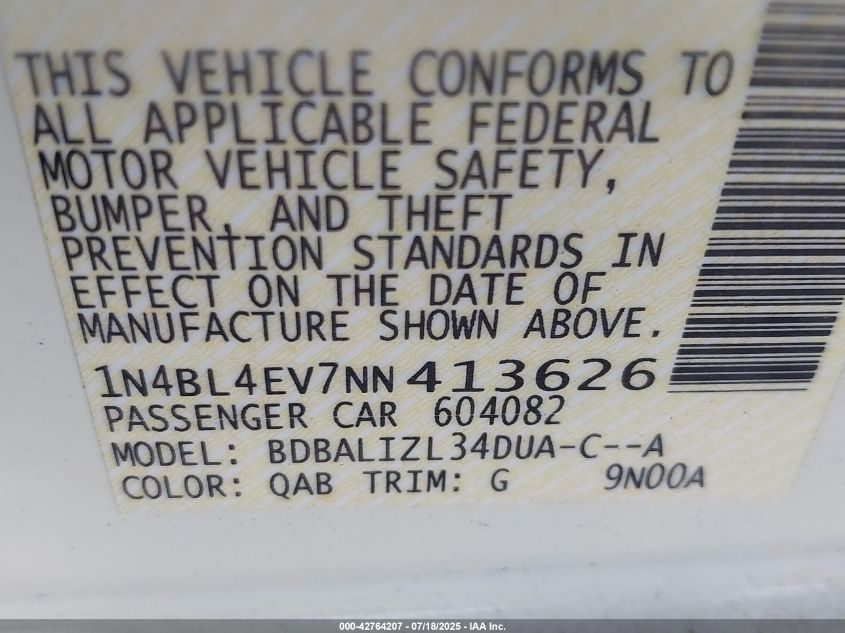 THIS VEHICLE CONFORMS TO
ALL APPLICABLE FEDERAL
MOTOR VEHICLE SAFETY,
BUMPER, AND THEFT
PREVENTION STANDARDS IN
EFFECT ON THE DATE OF
MANUFACTURE SHOWN ABOVE.
1N4BL4EV7NN413626
PASSENGER CAR 604082
MODEL: BDBALIZL34DUA-C--A
COLOR: QAB TRIM: G 9N00A
000-42764207 - 07/18/2025 - IAA Inc.